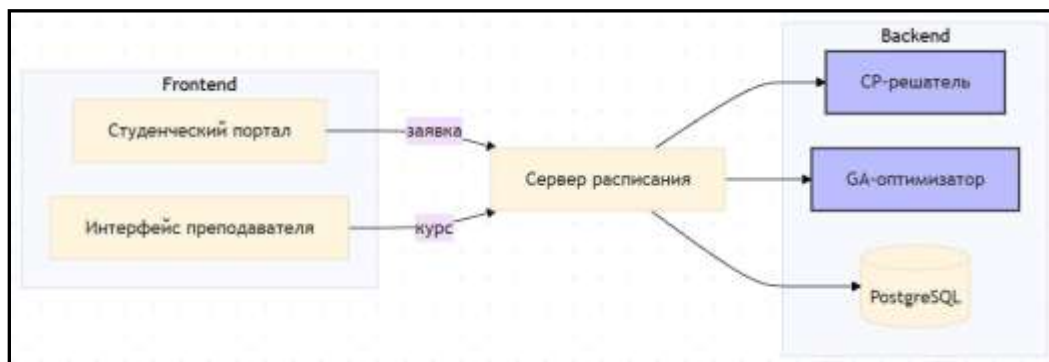 Frontend
Студенческий портал
Интерфейс преподавателя
заявка
курс
Сервер расписания
Backend
CP-решатель
GA-оптимизатор
PostgreSQL